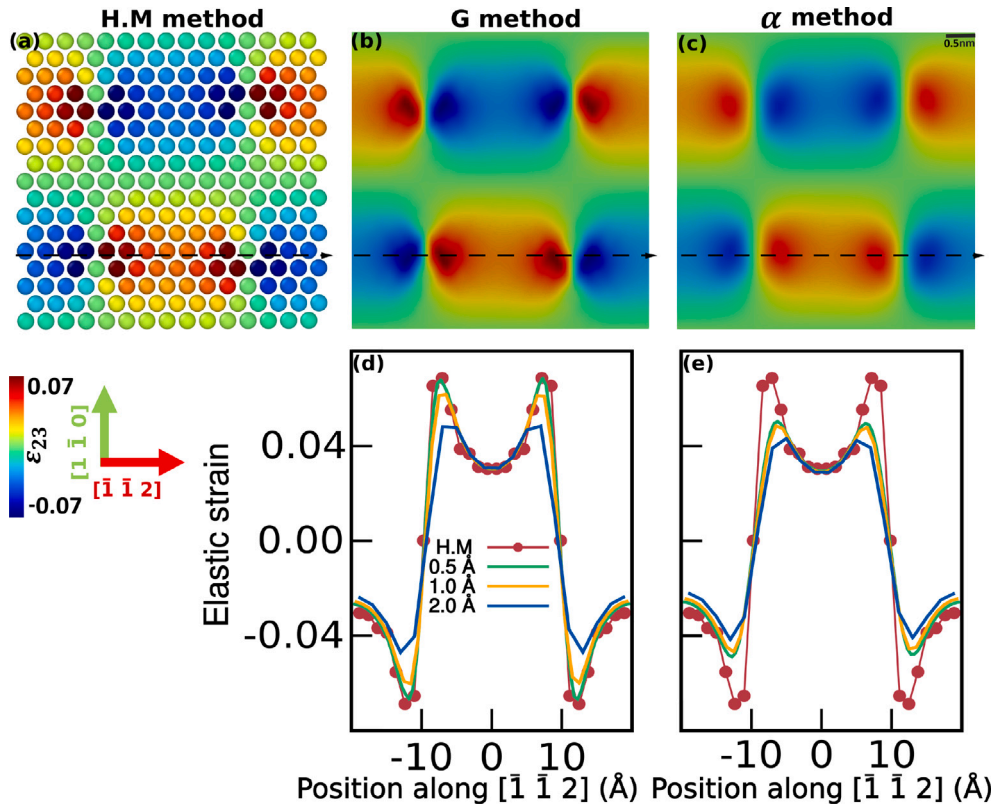 H.M method
G method
α method
(a)
(b)
(c)
0.5nm
0.07
ε23
-0.07
[1 1̄ 0]
[1̄ 1̄ 2]
(d)
(e)
Elastic strain
0.04
0.00
-0.04
H.M
0.5 Å
1.0 Å
2.0 Å
-10 0 10
-10 0 10
Position along [1̄ 1̄ 2] (Å)
Position along [1̄ 1̄ 2] (Å)